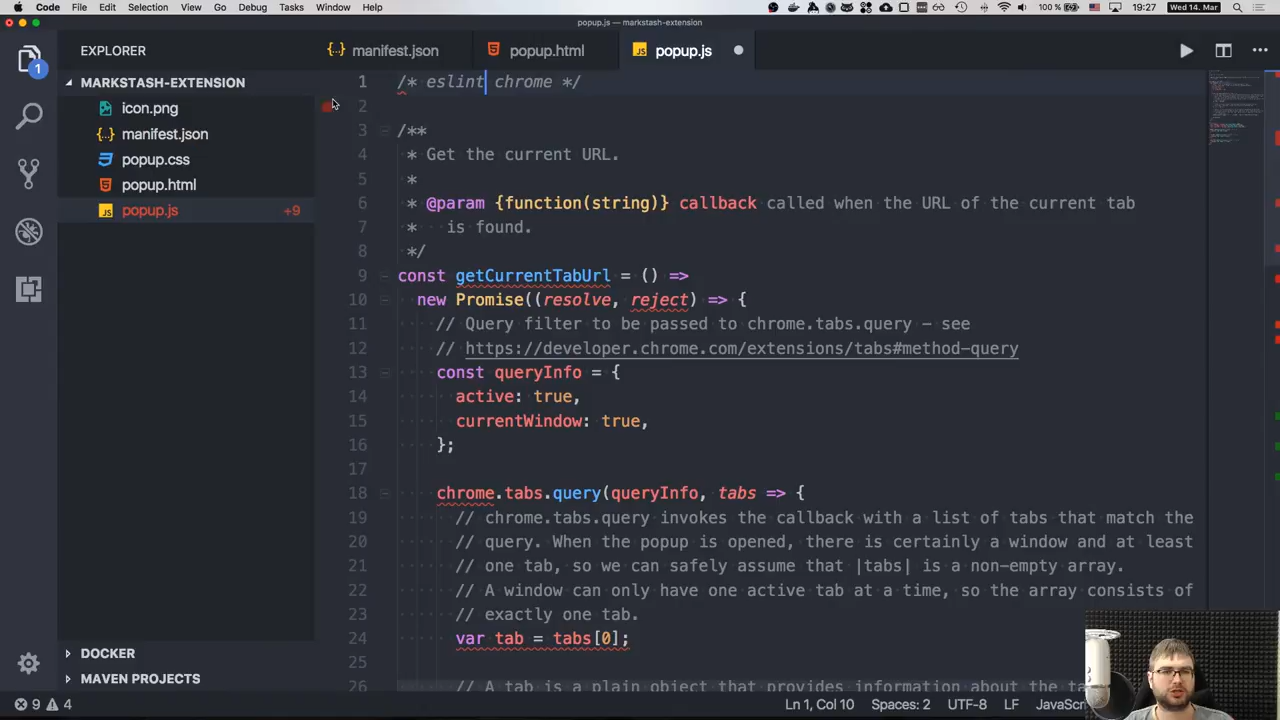 Code File Edit Selection View Go Debug Tasks Window Help 100 % Wed 14. Mar 19:27
popup.js — markstash-extension
EXPLORER
manifest.json
popup.html
popup.js
1
MARKSTASH-EXTENSION
icon.png
manifest.json
popup.css
popup.html
popup.js +9
DOCKER
MAVEN PROJECTS
1 /* eslint chrome */
2
3 /**
4 * Get the current URL.
5 *
6 * @param {function(string)} callback called when the URL of the current tab
7 * is found.
8 */
9 const getCurrentTabUrl = () =>
10 new Promise((resolve, reject) => {
11 // Query filter to be passed to chrome.tabs.query - see
12 // https://developer.chrome.com/extensions/tabs#method-query
13 const queryInfo = {
14 active: true,
15 currentWindow: true,
16 };
17
18 chrome.tabs.query(queryInfo, tabs => {
19 // chrome.tabs.query invokes the callback with a list of tabs that match the
20 // query. When the popup is opened, there is certainly a window and at least
21 // one tab, so we can safely assume that |tabs| is a non-empty array.
22 // A window can only have one active tab at a time, so the array consists of
23 // exactly one tab.
24 var tab = tabs[0];
25
26 // A tab is a plain object that provides information about the
9 4 Ln 1, Col 10 Spaces: 2 UTF-8 LF